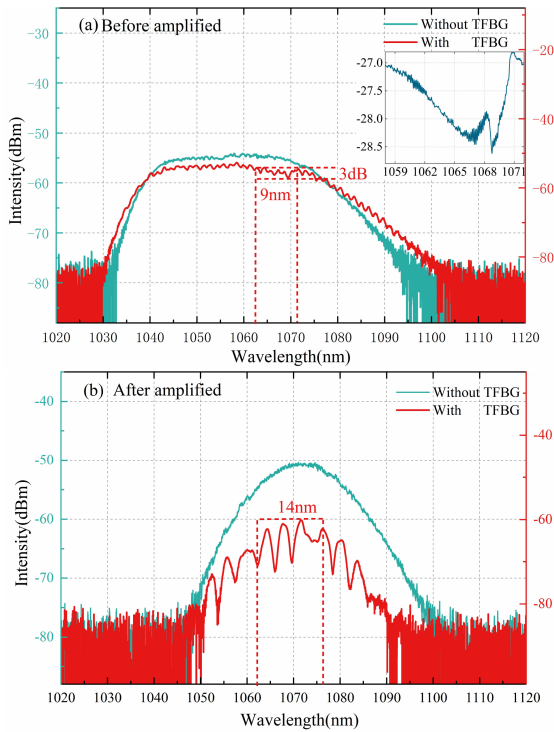 (a) Before amplified
Without TFBG
With TFBG
-25
-40
-55
-70
-80
Intensity(dBm)
-10
-20
-40
-60
-80
-27.0
-27.5
-28.0
-28.5
1059 1062 1065 1068 1071
3dB
9nm
1020 1030 1040 1050 1060 1070 1080 1090 1100 1110 1120
Wavelength(nm)
(b) After amplified
Without TFBG
With TFBG
-40
-50
-60
-70
-80
Intensity(dBm)
-40
-60
-80
14nm
1020 1030 1040 1050 1060 1070 1080 1090 1100 1110 1120
Wavelength(nm)